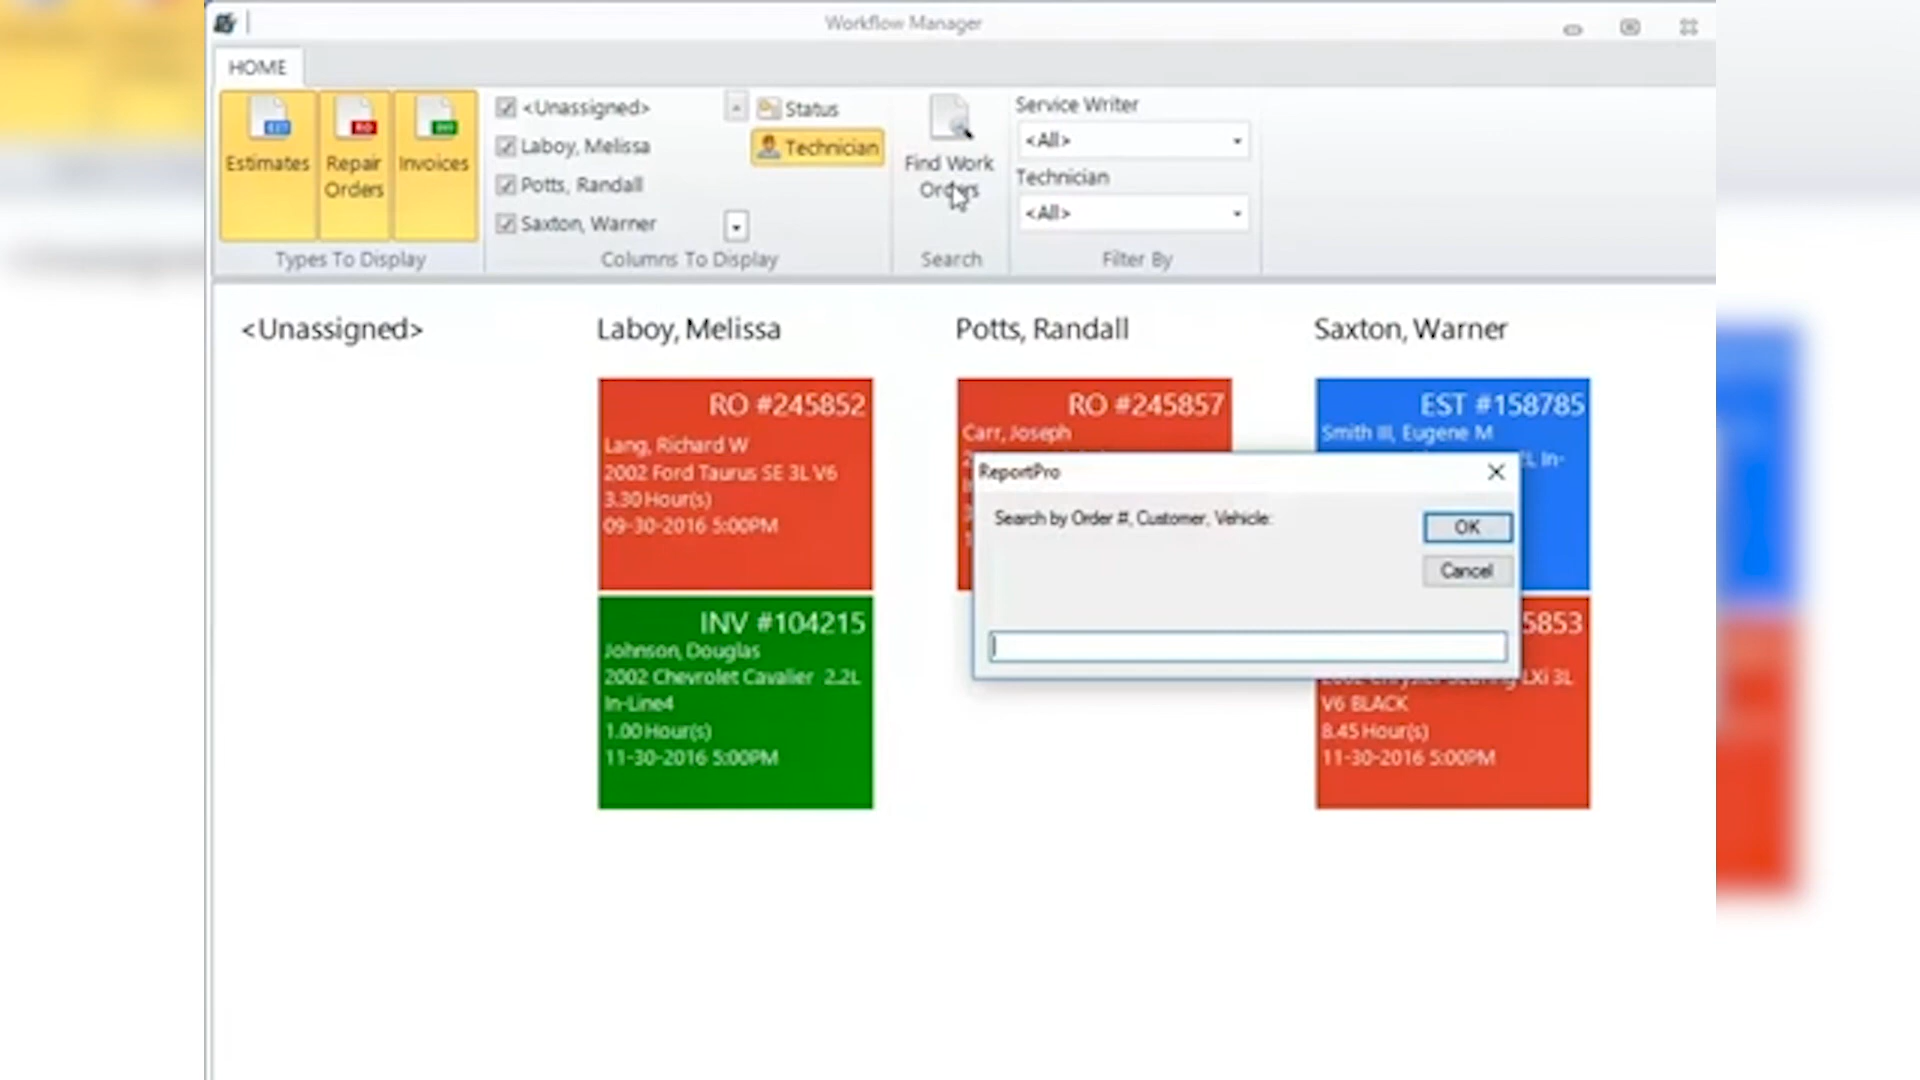 Workflow Manager
HOME
Estimates
Repair Orders
Invoices
Types To Display
<Unassigned>
Laboy, Melissa
Potts, Randall
Saxton, Warner
Status
Technician
Columns To Display
Find Work Orders
Search
Service Writer
<All>
Technician
<All>
Filter By
<Unassigned>
Laboy, Melissa
Potts, Randall
Saxton, Warner
RO #245852
Lang, Richard W
2002 Ford Taurus SE 3L V6
3.30 Hour(s)
09-30-2016 5:00PM
INV #104215
Johnson, Douglas
2002 Chevrolet Cavalier 2.2L
In-Line4
1.00 Hour(s)
11-30-2016 5:00PM
RO #245857
Carr, Joseph
EST #158785
Smith III, Eugene M
L In-
5853
LXi 3L
V6 BLACK
8.45 Hour(s)
11-30-2016 5:00PM
ReportPro
Search by Order #, Customer, Vehicle:
OK
Cancel